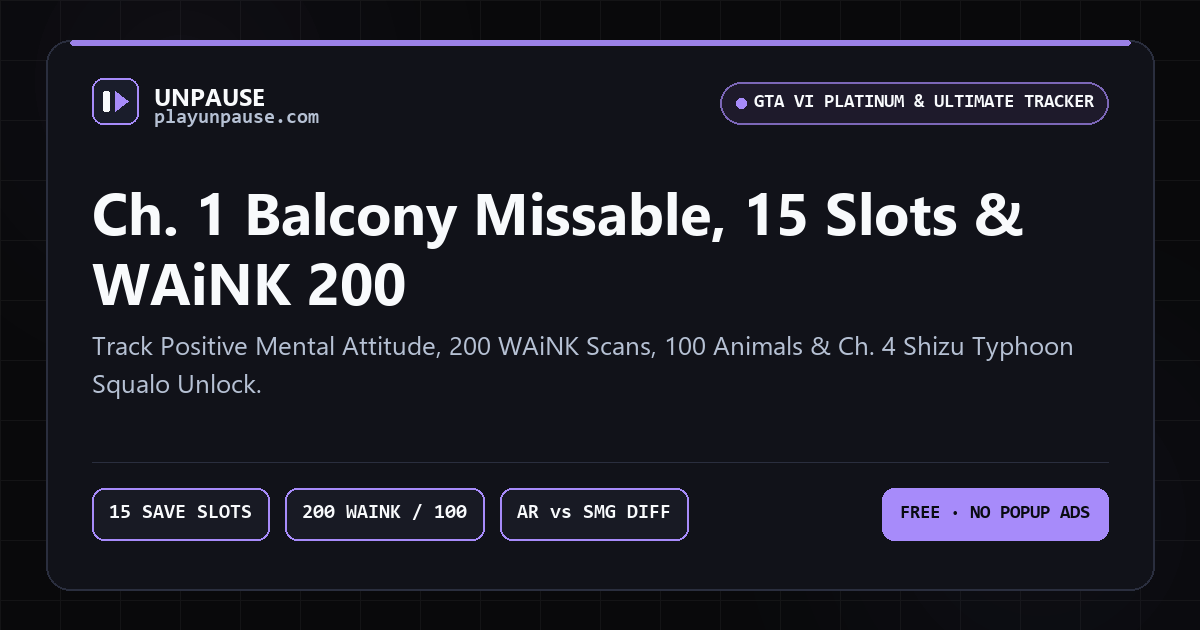 UNPAUSE
playunpause.com
GTA VI PLATINUM & ULTIMATE TRACKER
Ch. 1 Balcony Missable, 15 Slots &
WAiNK 200
Track Positive Mental Attitude, 200 WAiNK Scans, 100 Animals & Ch. 4 Shizu Typhoon
Squalo Unlock.
15 SAVE SLOTS
200 WAINK / 100
AR vs SMG DIFF
FREE · NO POPUP ADS